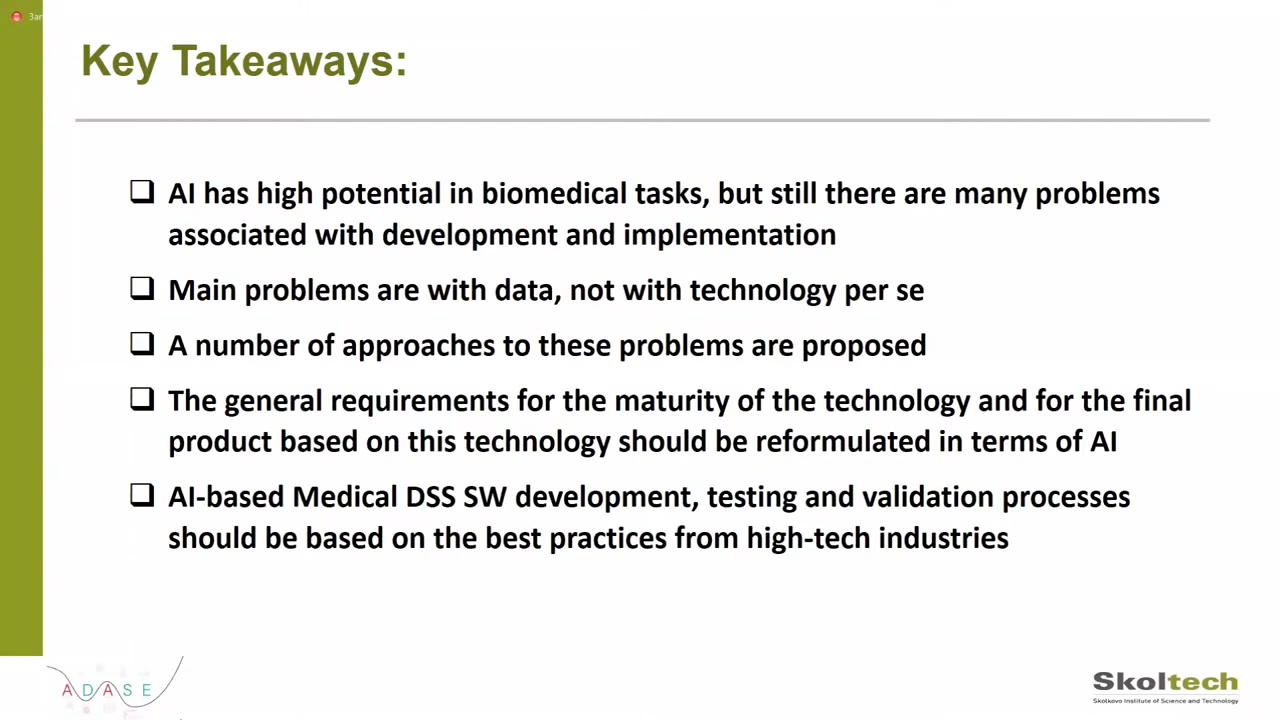 Зап
Key Takeaways:
AI has high potential in biomedical tasks, but still there are many problems
associated with development and implementation
Main problems are with data, not with technology per se
A number of approaches to these problems are proposed
The general requirements for the maturity of the technology and for the final
product based on this technology should be reformulated in terms of AI
AI-based Medical DSS SW development, testing and validation processes
should be based on the best practices from high-tech industries
ADASE
Skoltech
Skolkovo Institute of Science and Technology